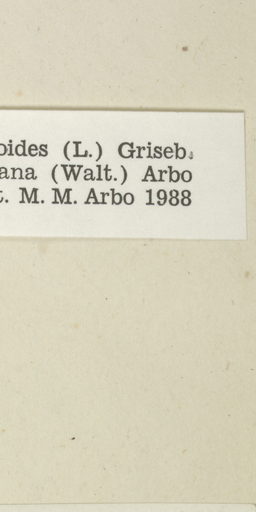 oides (L.) Griseb.
ana (Walt.) Arbo
t. M. M. Arbo 1988